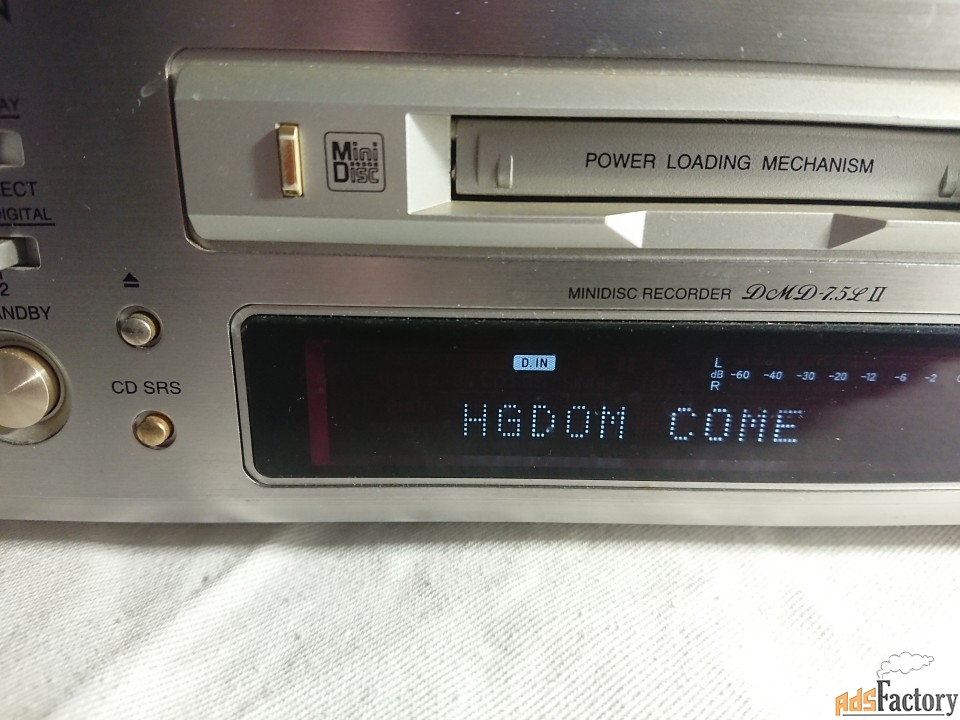 N
AY
Mini
Disc
POWER LOADING MECHANISM
ECT
DIGITAL
2
ANDBY
MINIDISC RECORDER DMD-7.5L II
CD SRS
D. IN
L
dB -60 -40 -30 -20 -12 -6 -2
R
HGDOM COME
AdsFactory